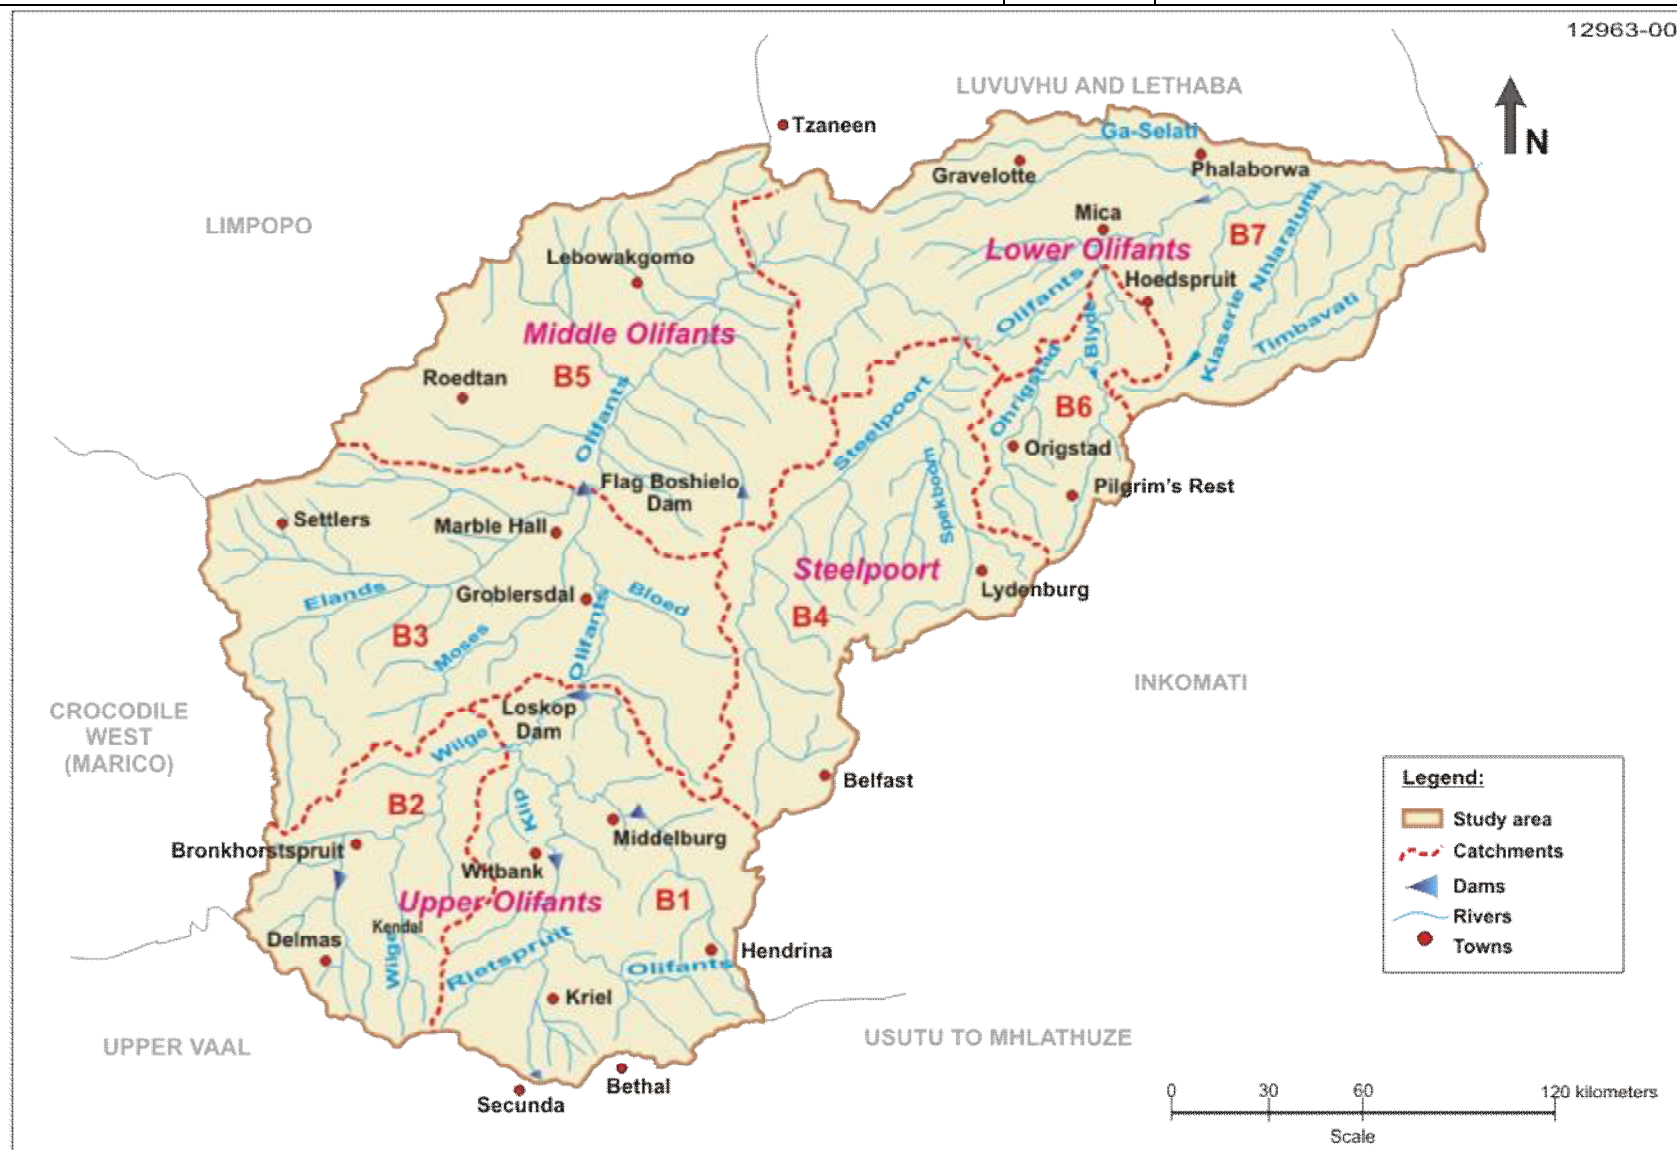 12963-00
LUVUVHU AND LETHABA
Tzaneen
Ga-Selati
N
Gravelotte
Phalaborwa
LIMPOPO
Mica
B7
Nhlaralumi
Lower Olifants
Lebowakgomo
Hoedspruit
Olifants
Blyde
Klaserie
Timbavati
Middle Olifants
Roedtan
B5
Olifants
Steelpoort
Ohrigstad
B6
Origstad
Spekboom
Flag Boshielo
Dam
Pilgrim's Rest
Settlers
Marble Hall
Steelpoort
Lydenburg
Elands
Groblersdal
Bloed
B4
B3
Moses
Olifants
INKOMATI
CROCODILE
WEST
(MARICO)
Loskop
Dam
Wilge
Belfast
B2
Klip
Middelburg
Bronkhorstspruit
Witbank
Upper Olifants
B1
Kendal
Delmas
Wilge
Rietspruit
Olifants
Hendrina
Kriel
UPPER VAAL
USUTU TO MHLATHUZE
Bethal
Secunda
Legend:
Study area
Catchments
Dams
Rivers
Towns
0 30 60 120 kilometers
Scale